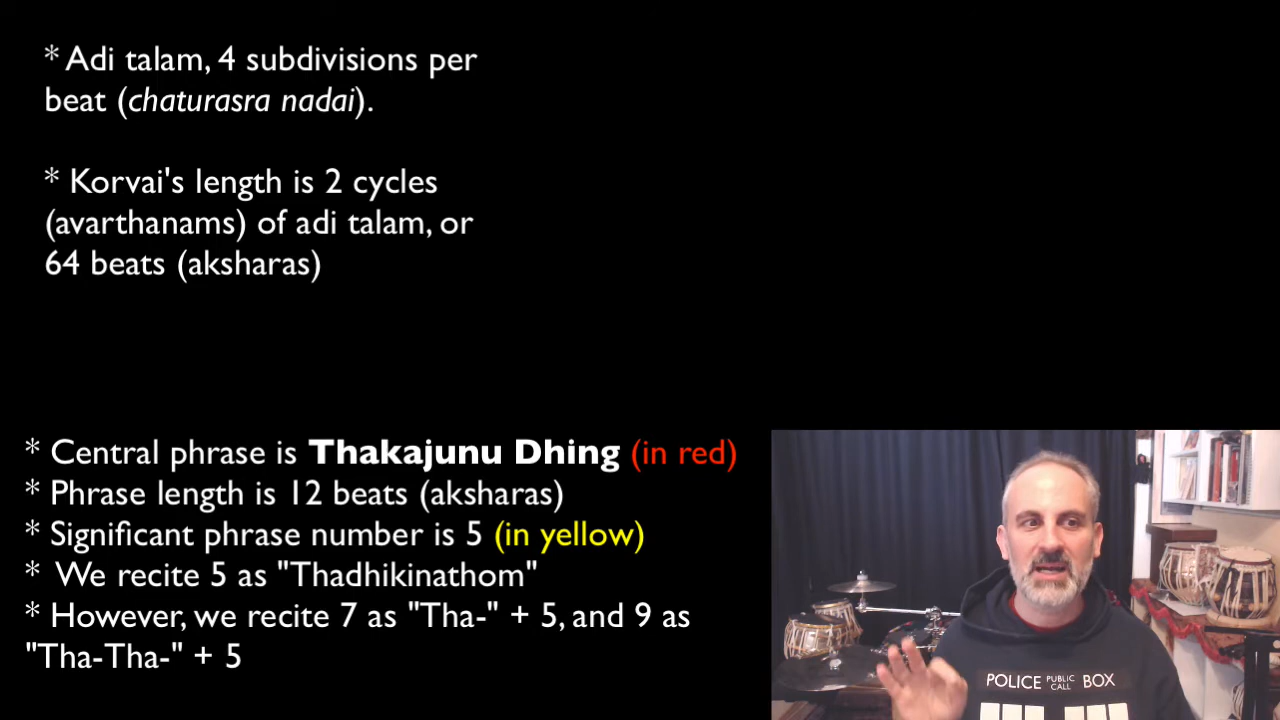 * Adi talam, 4 subdivisions per
beat (chaturasra nadai).
* Korvai's length is 2 cycles
(avarthanams) of adi talam, or
64 beats (aksharas)
* Central phrase is Thakajunu Dhing (in red)
* Phrase length is 12 beats (aksharas)
* Significant phrase number is 5 (in yellow)
* We recite 5 as "Thadhikinathom"
* However, we recite 7 as "Tha-" + 5, and 9 as
"Tha-Tha-" + 5
POLICE PUBLIC CALL BOX